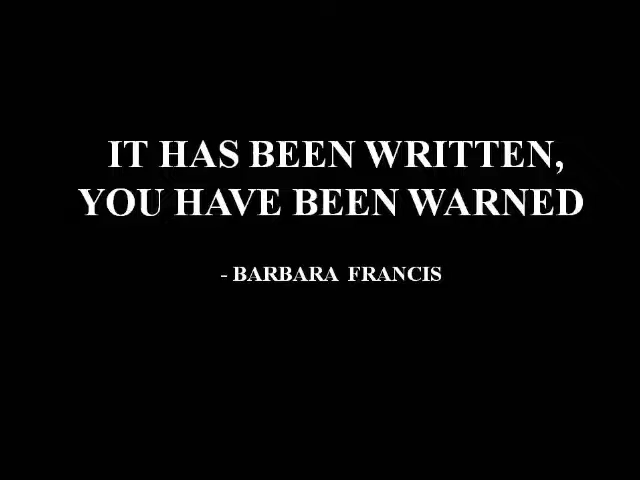 IT HAS BEEN WRITTEN,
YOU HAVE BEEN WARNED
- BARBARA FRANCIS